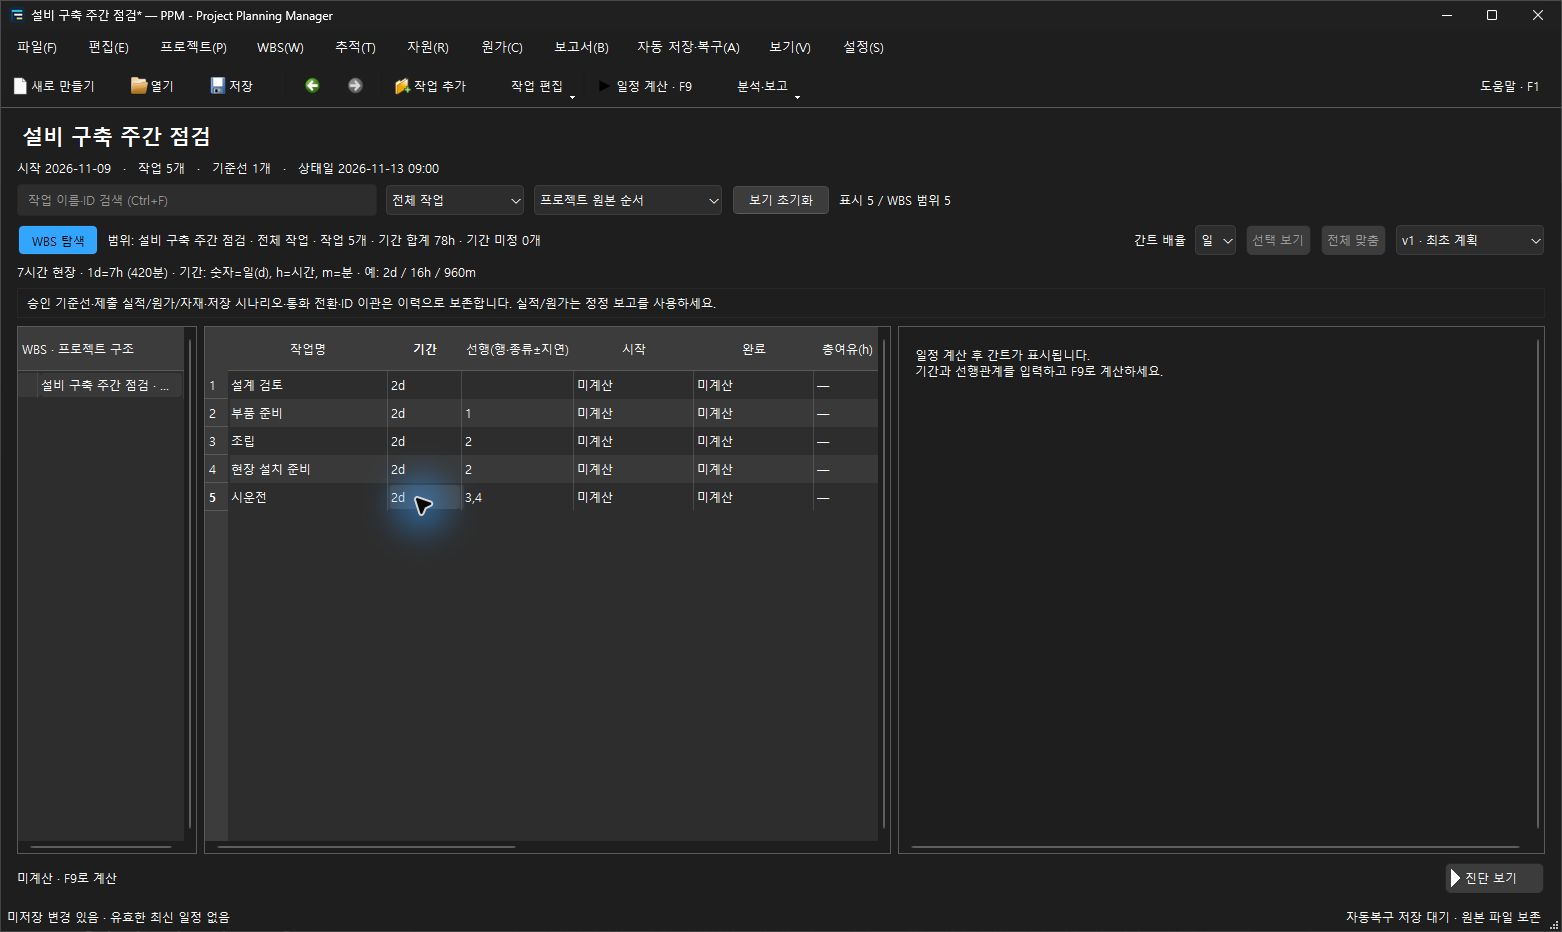 설비 구축 주간 점검* — PPM - Project Planning Manager
파일(F) 편집(E) 프로젝트(P) WBS(W) 추적(T) 자원(R) 원가(C) 보고서(B) 자동 저장·복구(A) 보기(V) 설정(S)
새로 만들기 열기 저장 작업 추가 작업 편집 일정 계산 · F9 분석·보고 도움말 · F1
설비 구축 주간 점검
시작 2026-11-09 · 작업 5개 · 기준선 1개 · 상태일 2026-11-13 09:00
작업 이름·ID 검색 (Ctrl+F) 전체 작업 프로젝트 원본 순서 보기 초기화 표시 5 / WBS 범위 5
WBS 탐색 범위: 설비 구축 주간 점검 · 전체 작업 · 작업 5개 · 기간 합계 78h · 기간 미정 0개 간트 배율 일 선택 보기 전체 맞춤 v1 · 최초 계획
7시간 현장 · 1d=7h (420분) · 기간: 숫자=일(d), h=시간, m=분 · 예: 2d / 16h / 960m
승인 기준선·제출 실적/원가/자재·저장 시나리오·통화 전환·ID 이관은 이력으로 보존합니다. 실적/원가는 정정 보고를 사용하세요.
WBS · 프로젝트 구조
설비 구축 주간 점검 · ...
작업명 기간 선행(행·종류±지연) 시작 완료 총여유(h)
1 설계 검토 2d 미계산 미계산 —
2 부품 준비 2d 1 미계산 미계산 —
3 조립 2d 2 미계산 미계산 —
4 현장 설치 준비 2d 2 미계산 미계산 —
5 시운전 2d 3,4 미계산 미계산 —
일정 계산 후 간트가 표시됩니다.
기간과 선행관계를 입력하고 F9로 계산하세요.
미계산 · F9로 계산 진단 보기
미저장 변경 있음 · 유효한 최신 일정 없음 자동복구 저장 대기 · 원본 파일 보존